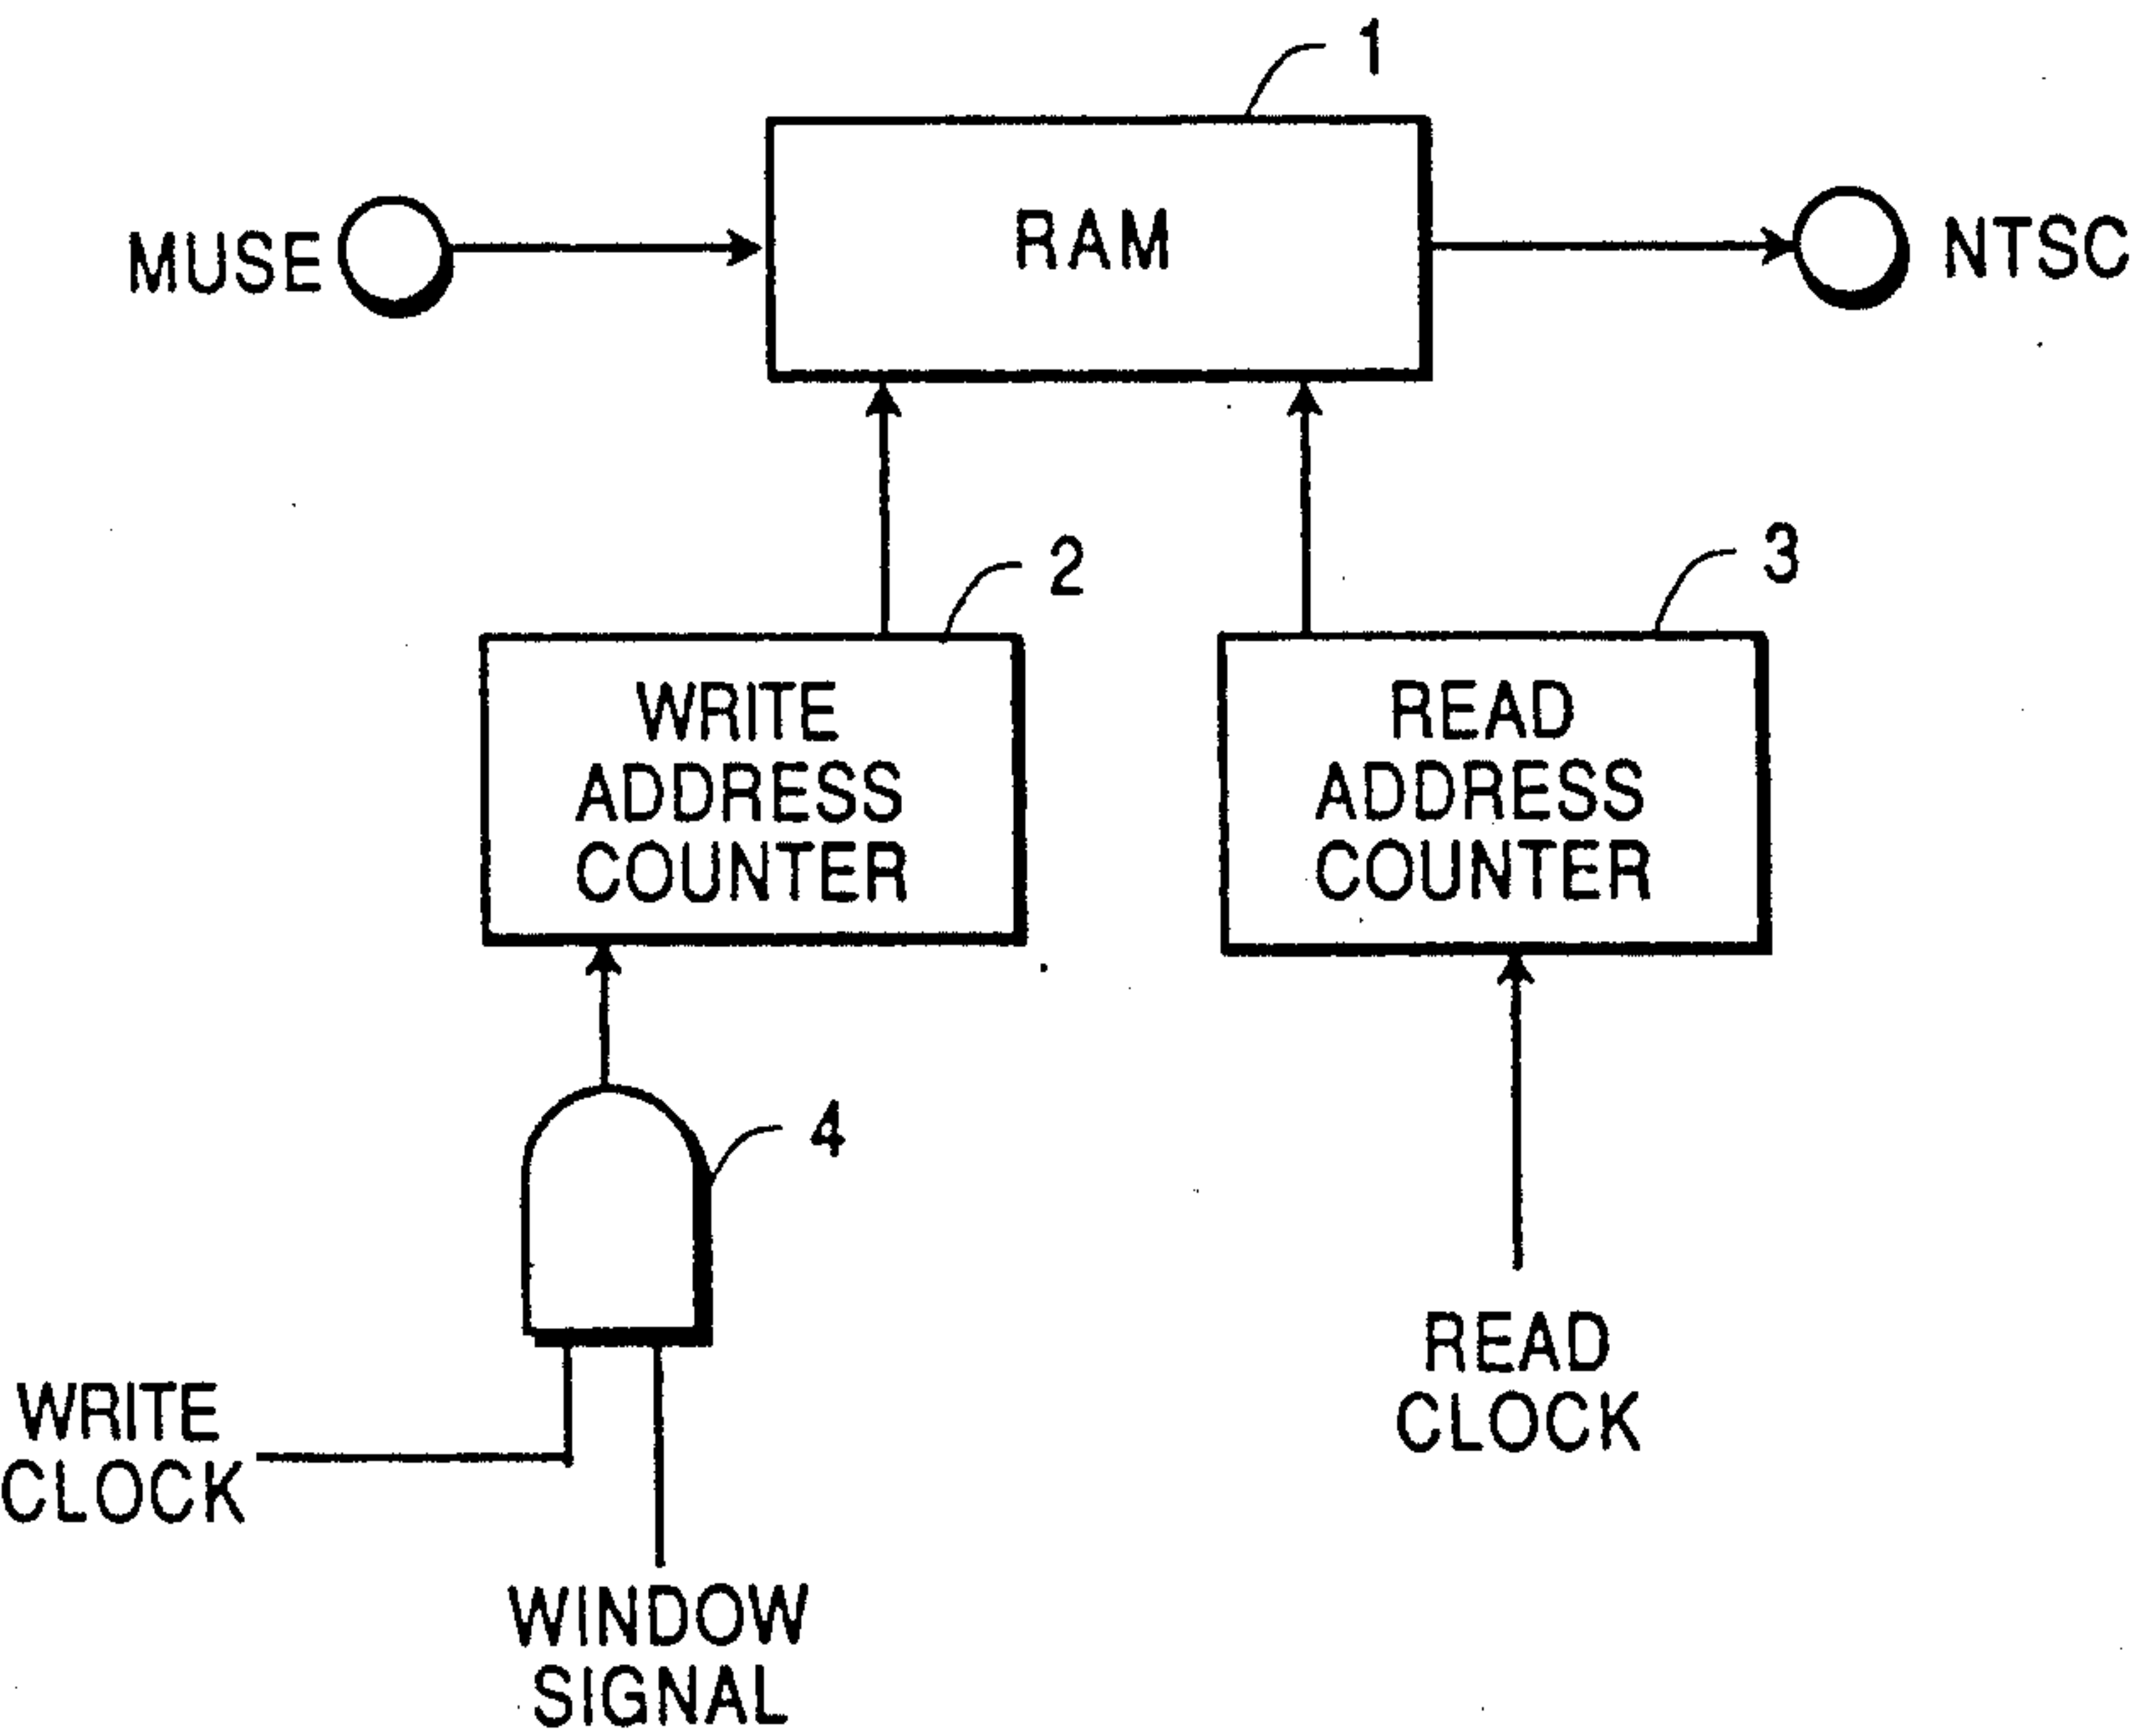 1
MUSE
RAM
NTSC
2
3
WRITE
ADDRESS
COUNTER
READ
ADDRESS
COUNTER
4
WRITE
CLOCK
READ
CLOCK
WINDOW
SIGNAL